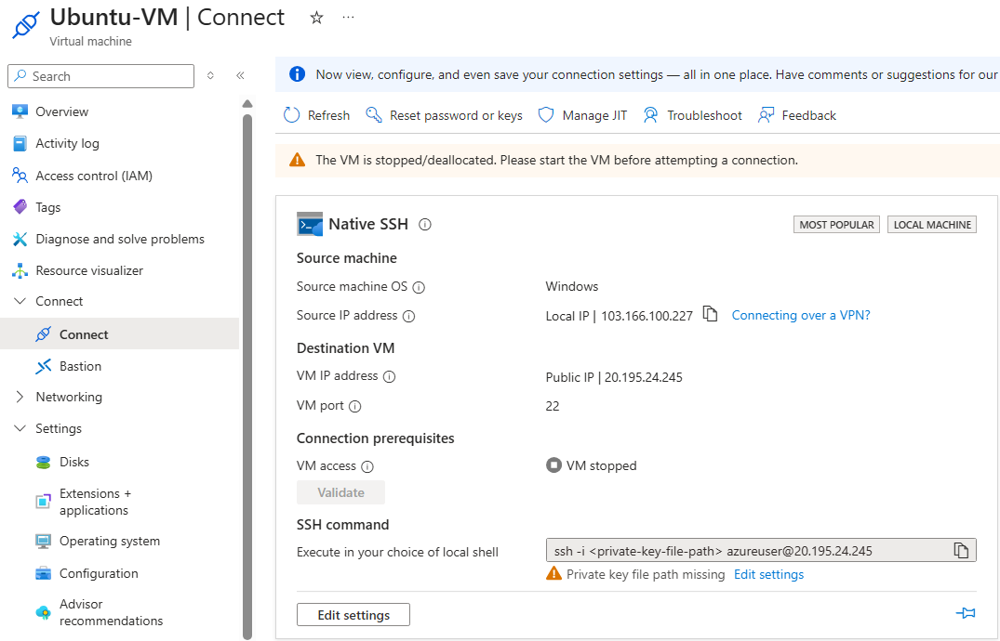 Ubuntu-VM | Connect
Virtual machine
Search
Overview
Activity log
Access control (IAM)
Tags
Diagnose and solve problems
Resource visualizer
Connect
Connect
Bastion
Networking
Settings
Disks
Extensions +
applications
Operating system
Configuration
Advisor
recommendations
Now view, configure, and even save your connection settings — all in one place. Have comments or suggestions for our
Refresh Reset password or keys Manage JIT Troubleshoot Feedback
The VM is stopped/deallocated. Please start the VM before attempting a connection.
Native SSH MOST POPULAR LOCAL MACHINE
Source machine
Source machine OS Windows
Source IP address Local IP | 103.166.100.227 Connecting over a VPN?
Destination VM
VM IP address Public IP | 20.195.24.245
VM port 22
Connection prerequisites
VM access VM stopped
Validate
SSH command
Execute in your choice of local shell ssh -i <private-key-file-path> azureuser@20.195.24.245
Private key file path missing Edit settings
Edit settings